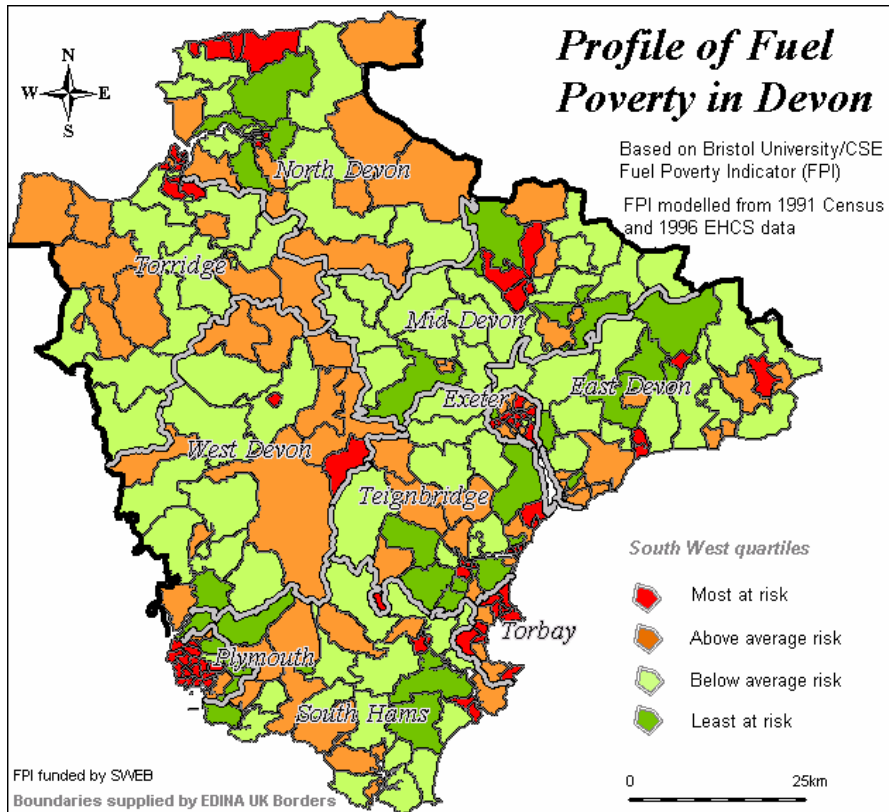 Profile of Fuel
Poverty in Devon
N
W E
S
Based on Bristol University/CSE
Fuel Poverty Indicator (FPI)
FPI modelled from 1991 Census
and 1996 EHCS data
North Devon
Torridge
Mid Devon
East Devon
Exeter
West Devon
Teignbridge
Torbay
Plymouth
South Hams
South West quartiles
Most at risk
Above average risk
Below average risk
Least at risk
0 25km
FPI funded by SWEB
Boundaries supplied by EDINA UK Borders